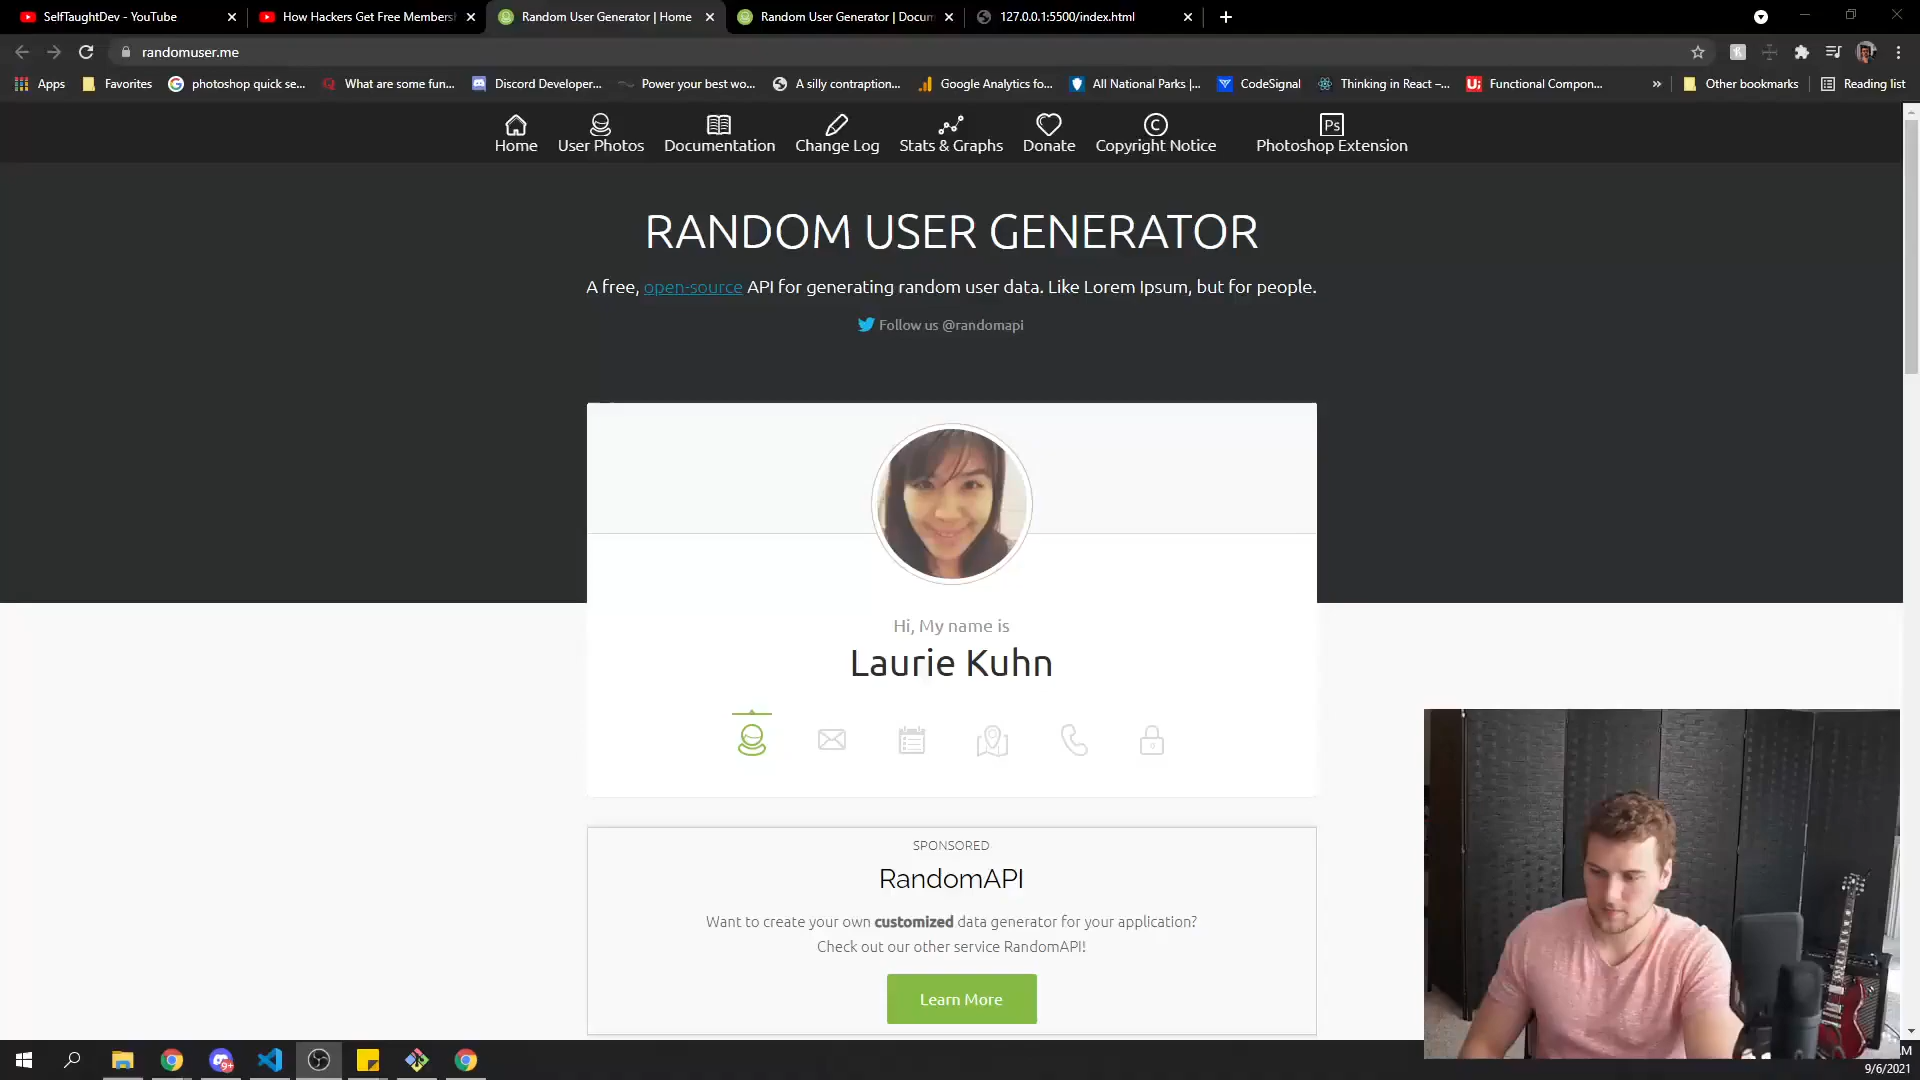 SelfTaughtDev - YouTube
How Hackers Get Free Members
Random User Generator | Home
Random User Generator | Docum
127.0.0.1:5500/index.html
randomuser.me
Apps
Favorites
photoshop quick se...
What are some fun...
Discord Developer...
Power your best wo...
A silly contraption...
Google Analytics fo...
All National Parks |...
CodeSignal
Thinking in React –...
Functional Compon...
»
Other bookmarks
Reading list
Home
User Photos
Documentation
Change Log
Stats & Graphs
Donate
Copyright Notice
Ps
Photoshop Extension
RANDOM USER GENERATOR
A free, open-source API for generating random user data. Like Lorem Ipsum, but for people.
Follow us @randomapi
Hi, My name is
Laurie Kuhn
SPONSORED
RandomAPI
Want to create your own customized data generator for your application?
Check out our other service RandomAPI!
Learn More
9+
9/6/2021